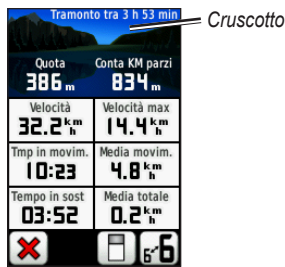 Tramonto tra 3 h 53 min
Cruscotto
Quota Conta KM parzi
386 m 834 m
Velocità Velocità max
32.2 km/h 14.4 km/h
Tmp in movim. Media movim.
10:23 4.8 km/h
Tempo in sost Media totale
03:52 0.2 km/h
6-6